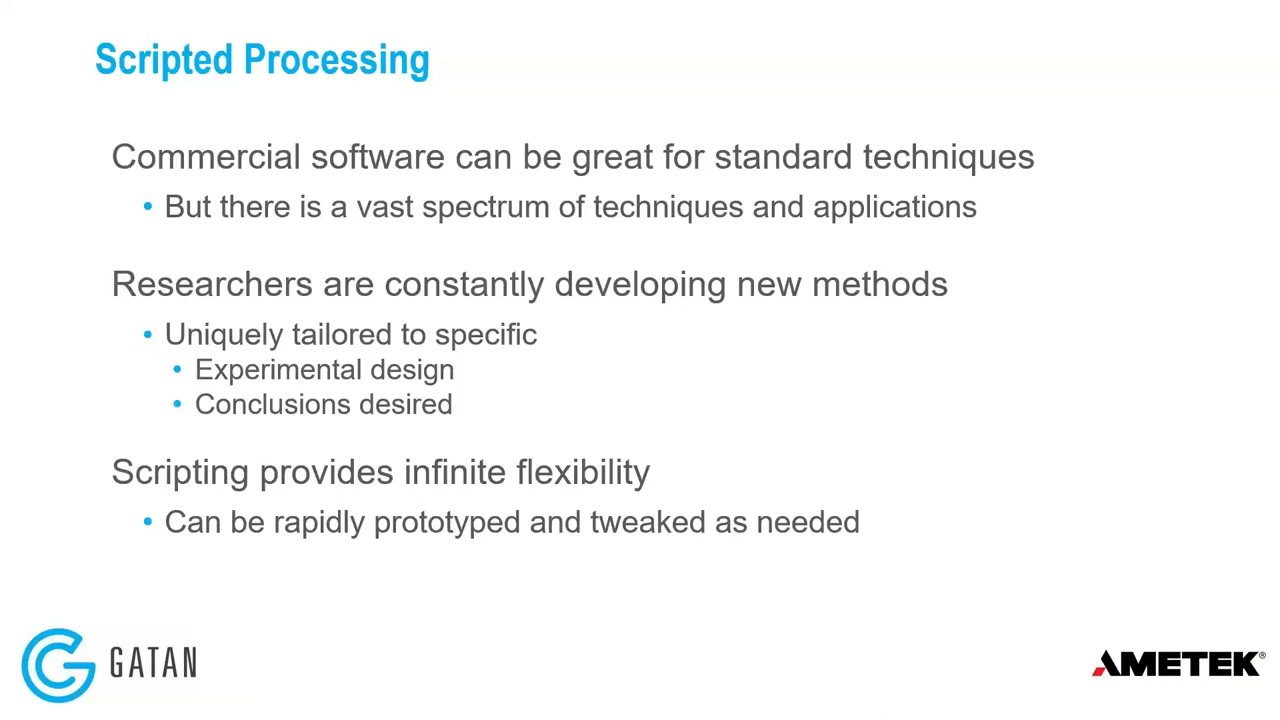 Scripted Processing
Commercial software can be great for standard techniques
• But there is a vast spectrum of techniques and applications
Researchers are constantly developing new methods
• Uniquely tailored to specific
• Experimental design
• Conclusions desired
Scripting provides infinite flexibility
• Can be rapidly prototyped and tweaked as needed
GATAN
AMETEK®